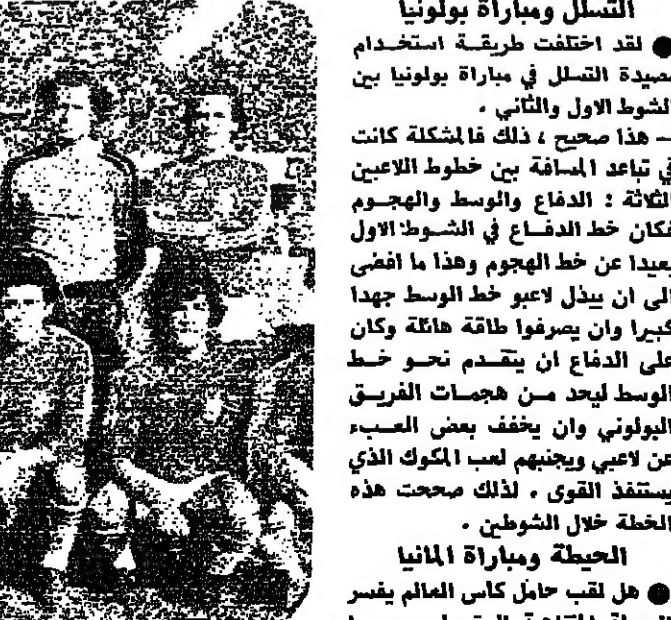 التسلل ومباراة بولونيا
● لقد اختلفت طريقة استخدام
مصيدة التسلل في مباراة بولونيا بين
الشوط الاول والثاني .
– هذا صحيح ، ذلك فالمشكلة كانت
في تباعد المسافة بين خطوط اللاعبين
الثلاثة : الدفاع والوسط والهجوم
فكان خط الدفاع في الشوط الاول
بعيدا عن خط الهجوم وهذا ما افضى
الى ان يبذل لاعبو خط الوسط جهدا
كبيرا وان يصرفوا طاقة هائلة وكان
على الدفاع ان يتقدم نحو خط
الوسط ليحد من هجمات الفريق
البولوني وان يخفف بعض العبء
عن لاعبي ويجنبهم لعب المكوك الذي
يستنفذ القوى . لذلك صححت هذه
الخطة خلال الشوطين .
الحيطة ومباراة المانيا
● هل لقب حامل كاس العالم يفسر